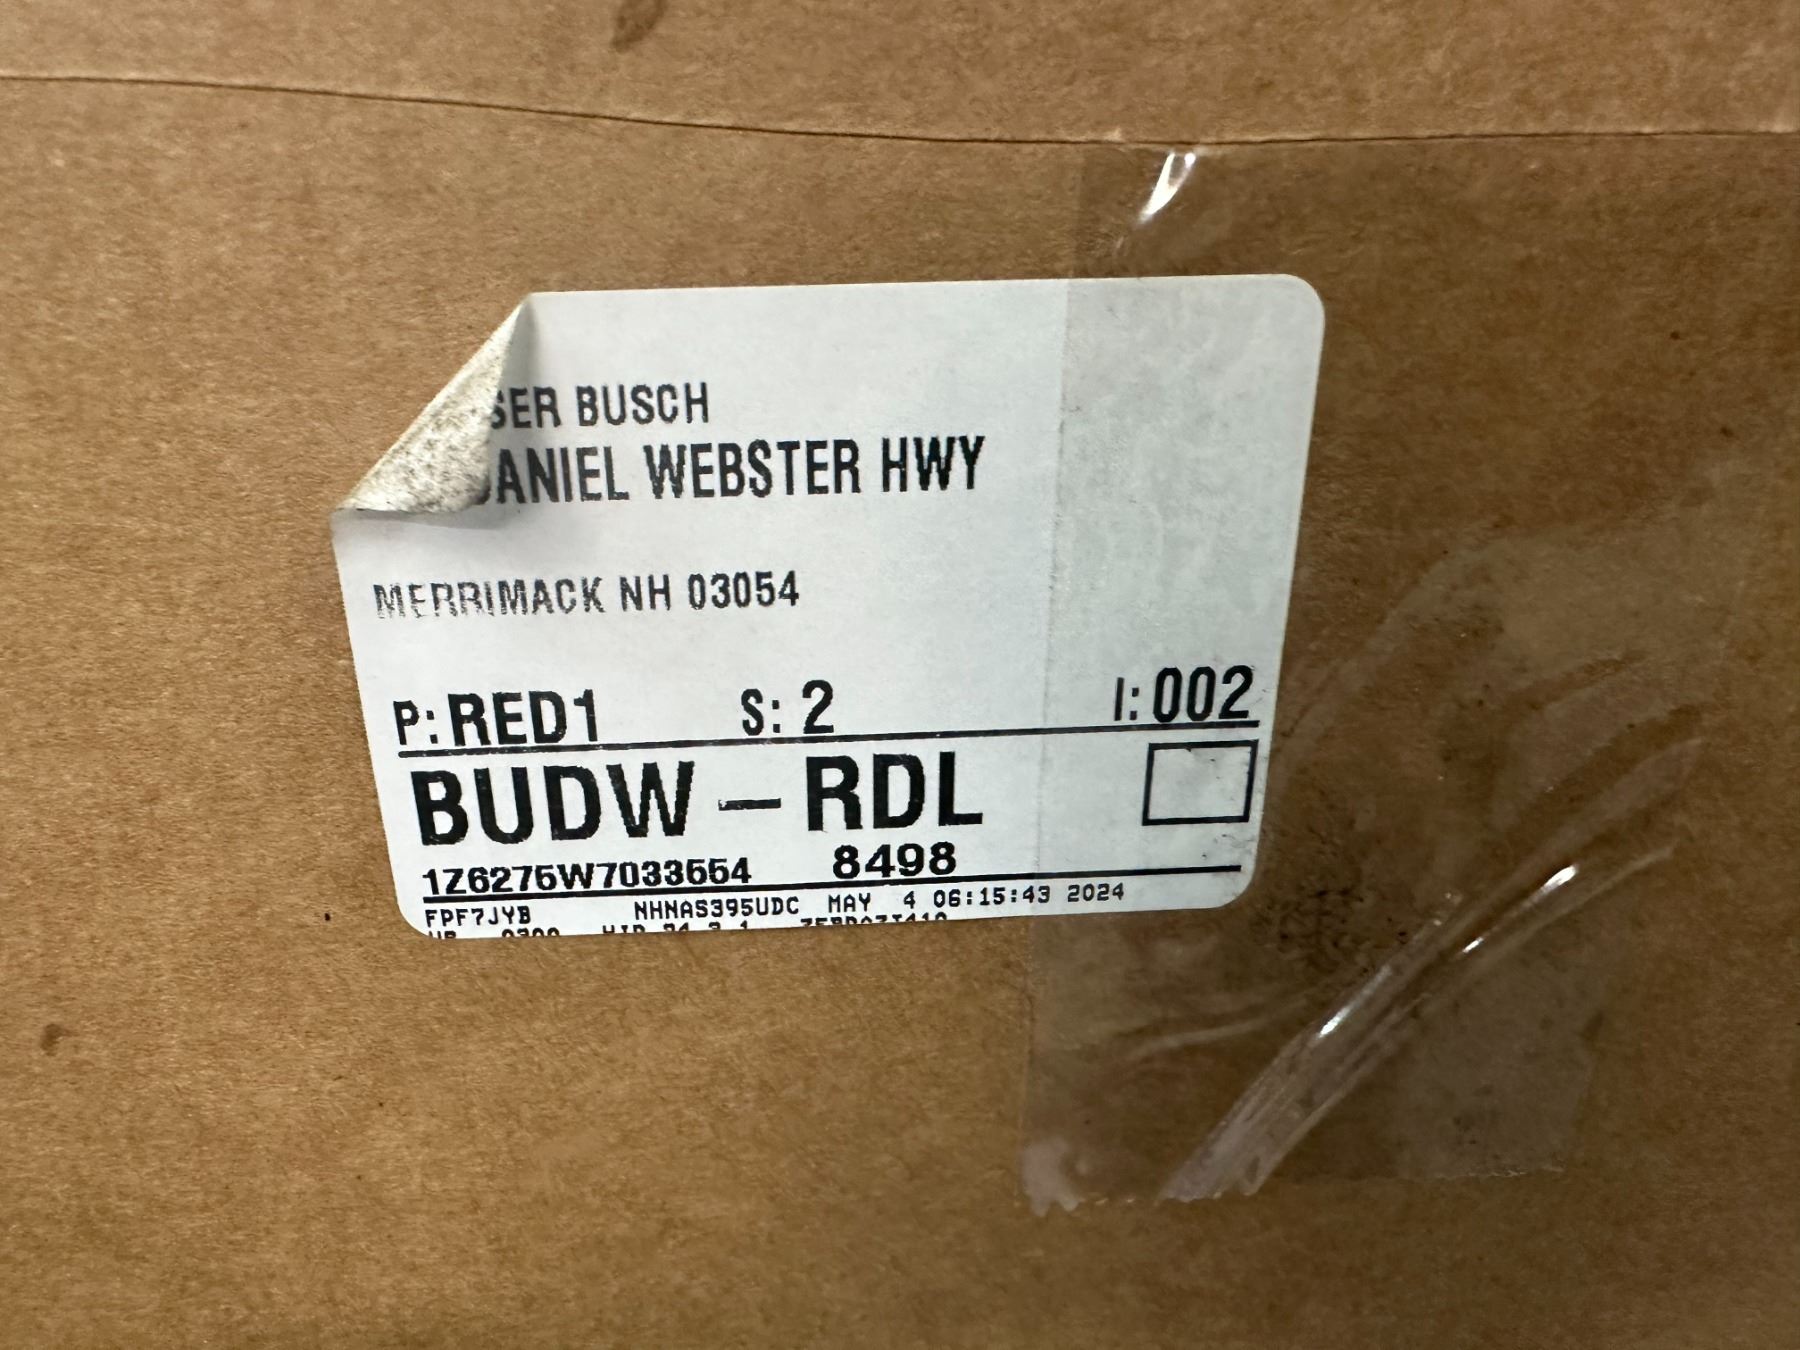 SER BUSCH
DANIEL WEBSTER HWY
MERRIMACK NH 03054
P: RED1 S: 2 I: 002
BUDW – RDL
1Z6275W7033554 8498
FPF7JYB NHNAS395UDC MAY 4 06:15:43 2024